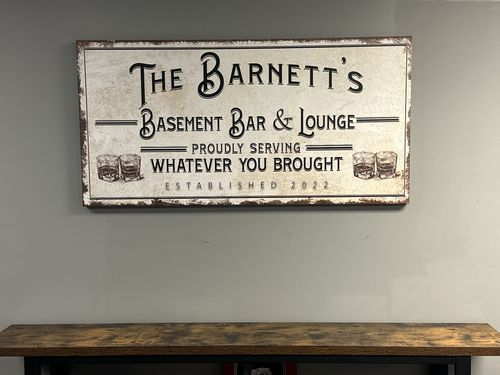 The Barnett's
Basement Bar & Lounge
Proudly Serving
Whatever You Brought
Established 2022